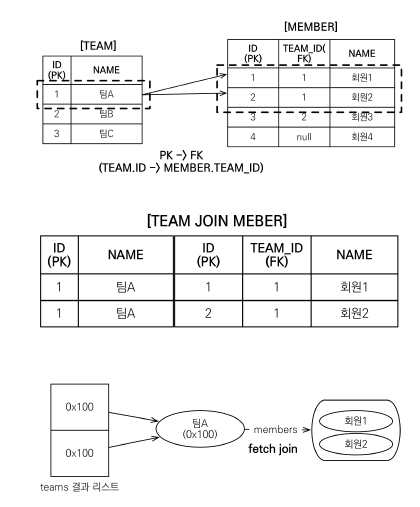 [TEAM]
[MEMBER]
ID (PK) NAME
1 팀A
2 팀B
3 팀C
ID (PK) TEAM_ID( FK) NAME
1 1 회원1
2 1 회원2
3 2 회원3
4 null 회원4
PK -> FK
(TEAM.ID -> MEMBER.TEAM_ID)
[TEAM JOIN MEBER]
ID (PK) NAME ID (PK) TEAM_ID (FK) NAME
1 팀A 1 1 회원1
1 팀A 2 1 회원2
0x100
0x100
teams 결과 리스트
팀A
(0x100)
members
fetch join
회원1
회원2